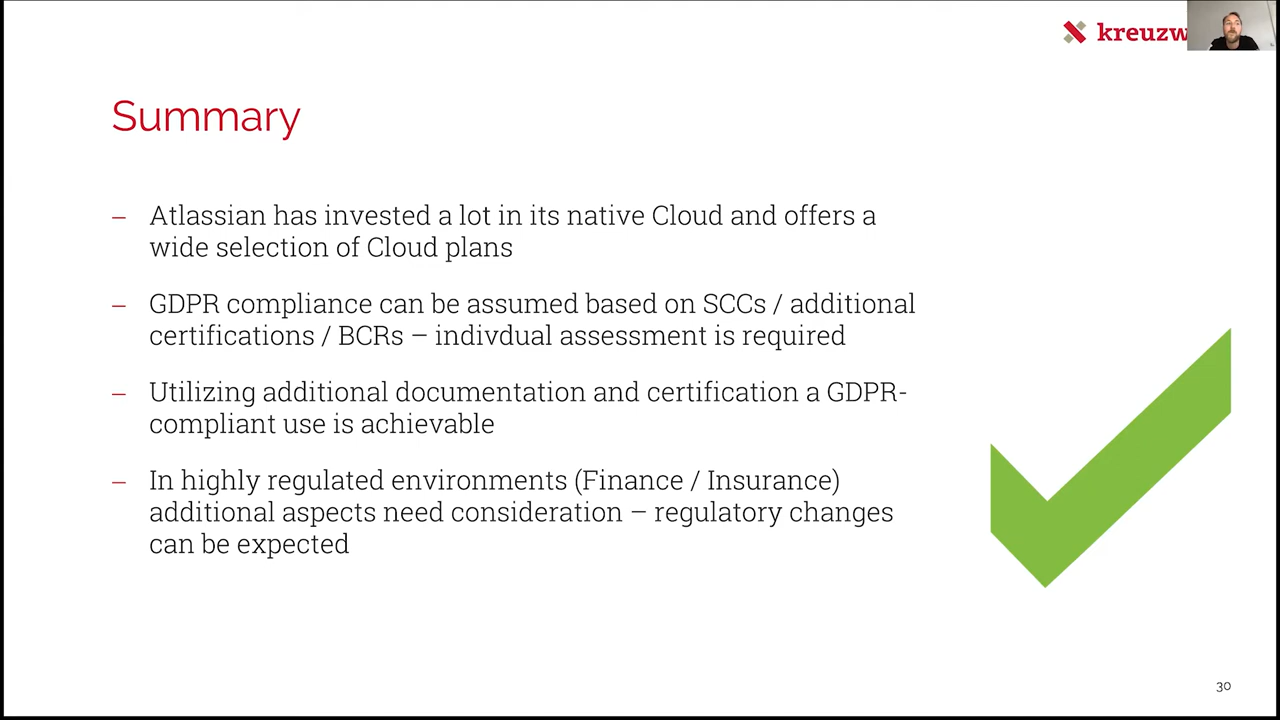 kreuzw
Summary
– Atlassian has invested a lot in its native Cloud and offers a
wide selection of Cloud plans
– GDPR compliance can be assumed based on SCCs / additional
certifications / BCRs – indivdual assessment is required
– Utilizing additional documentation and certification a GDPR-
compliant use is achievable
– In highly regulated environments (Finance / Insurance)
additional aspects need consideration – regulatory changes
can be expected
30